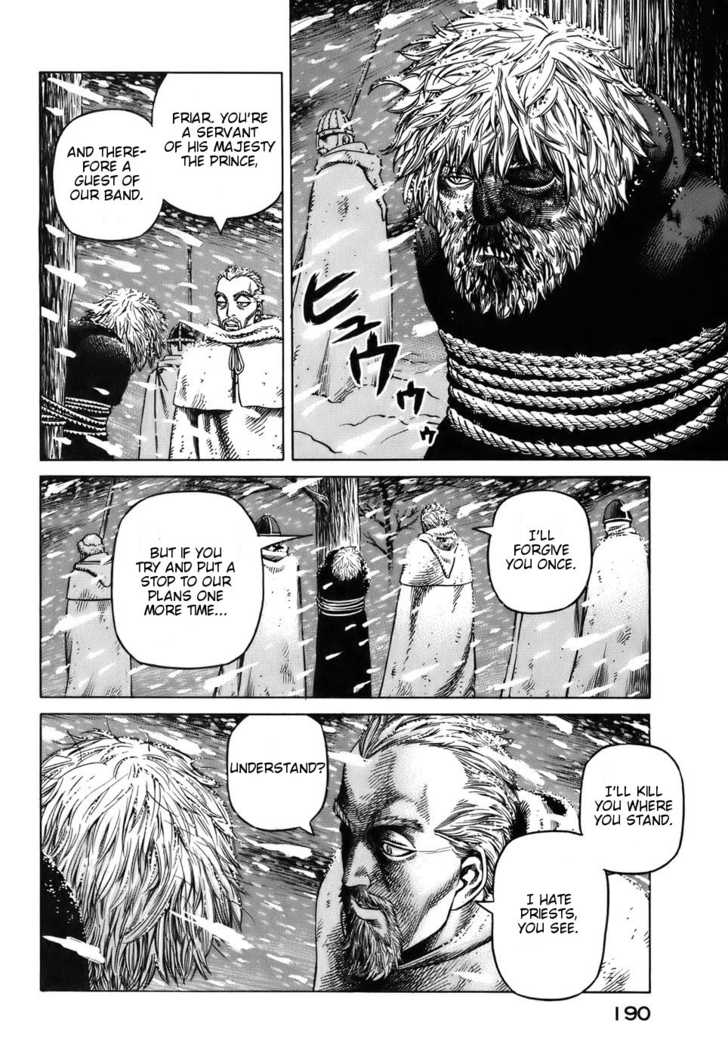 ヒュウゥゥ
FRIAR. YOU'RE
A SERVANT
OF HIS MAJESTY
THE PRINCE,
AND THERE-
FORE A
GUEST OF
OUR BAND.
I'LL
FORGIVE
YOU ONCE.
BUT IF YOU
TRY AND PUT A
STOP TO OUR
PLANS ONE
MORE TIME...
I'LL KILL
YOU WHERE
YOU STAND.
I HATE
PRIESTS,
YOU SEE.
UNDERSTAND?
190